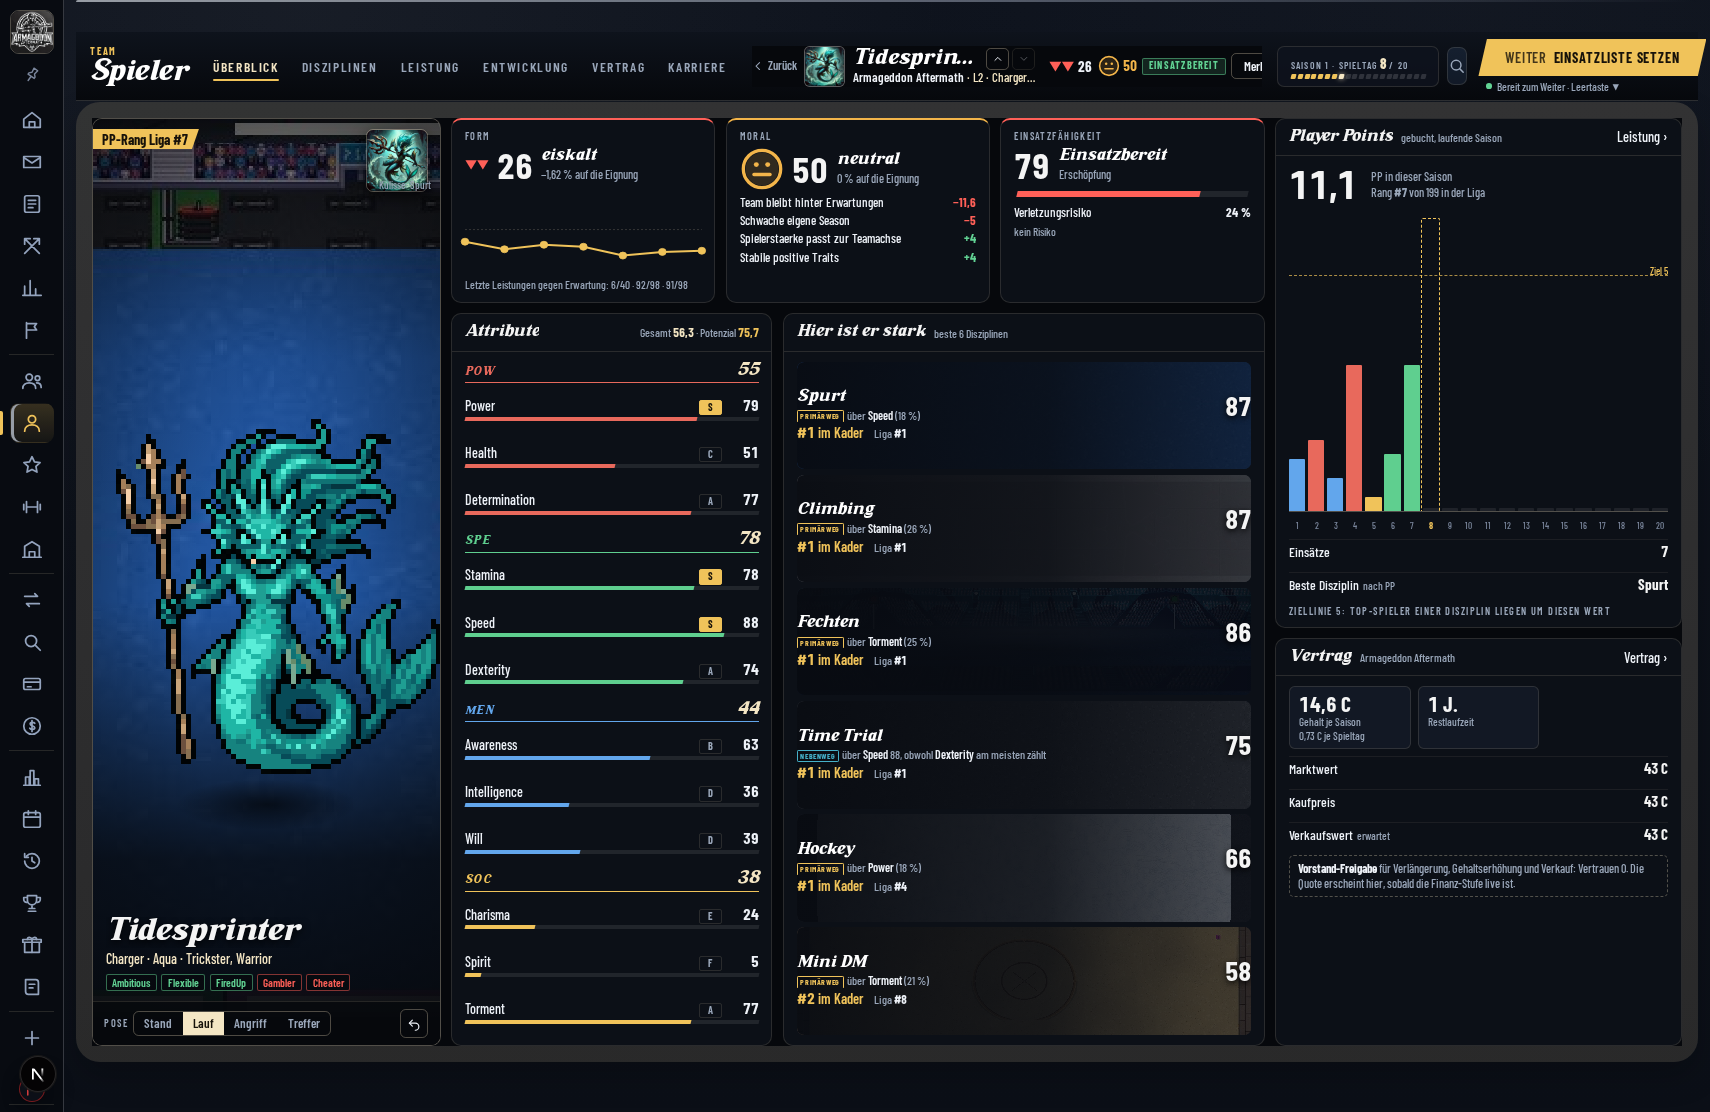 ARMAGEDDON
TEAM
Spieler
ÜBERBLICK
DISZIPLINEN
LEISTUNG
ENTWICKLUNG
VERTRAG
KARRIERE
Zurück
Tidesprin...
Armageddon Aftermath · L2 · Charger...
26
50
EINSATZBEREIT
Merl
SAISON 1 · SPIELTAG 8 / 20
WEITER EINSATZLISTE SETZEN
Bereit zum Weiter · Leertaste ▼
PP-Rang Liga #7
Tidesprinter
Charger · Aqua · Trickster, Warrior
Ambitious
Flexible
FiredUp
Gambler
Cheater
POSE
Stand
Lauf
Angriff
Treffer
FORM
26
eiskalt
−1,62 % auf die Eignung
Letzte Leistungen gegen Erwartung: 6/40 · 92/98 · 91/98
MORAL
50
neutral
0 % auf die Eignung
Team bleibt hinter Erwartungen −11,6
Schwache eigene Season −5
Spielerstaerke passt zur Teamachse +4
Stabile positive Traits +4
EINSATZFÄHIGKEIT
79
Einsatzbereit
Erschöpfung
Verletzungsrisiko 24 %
kein Risiko
Attribute
Gesamt 56,3 · Potenzial 75,7
POW 55
Power S 79
Health C 51
Determination A 77
SPE 78
Stamina S 78
Speed S 88
Dexterity A 74
MEN 44
Awareness B 63
Intelligence D 36
Will D 39
SOC 38
Charisma E 24
Spirit F 5
Torment A 77
Hier ist er stark beste 6 Disziplinen
Spurt
PRIMÄRWEG über Speed (18 %)
#1 im Kader Liga #1
87
Climbing
PRIMÄRWEG über Stamina (26 %)
#1 im Kader Liga #1
87
Fechten
PRIMÄRWEG über Torment (25 %)
#1 im Kader Liga #1
86
Time Trial
NEBENWEG über Speed 88, obwohl Dexterity am meisten zählt
#1 im Kader Liga #1
75
Hockey
PRIMÄRWEG über Power (18 %)
#1 im Kader Liga #4
66
Mini DM
PRIMÄRWEG über Torment (21 %)
#2 im Kader Liga #8
58
Player Points gebucht, laufende Saison
Leistung ›
11,1
PP in dieser Saison
Rang #7 von 199 in der Liga
Ziel 5
1 2 3 4 5 6 7 8 9 10 11 12 13 14 15 16 17 18 19 20
Einsätze 7
Beste Disziplin nach PP Spurt
ZIELLINIE 5: TOP-SPIELER EINER DISZIPLIN LIEGEN UM DIESEN WERT
Vertrag Armageddon Aftermath
Vertrag ›
14,6 C
Gehalt je Saison
0,73 C je Spieltag
1 J.
Restlaufzeit
Marktwert 43 C
Kaufpreis 43 C
Verkaufswert erwartet 43 C
Vorstand-Freigabe für Verlängerung, Gehaltserhöhung und Verkauf: Vertrauen 0. Die
Quote erscheint hier, sobald die Finanz-Stufe live ist.
N